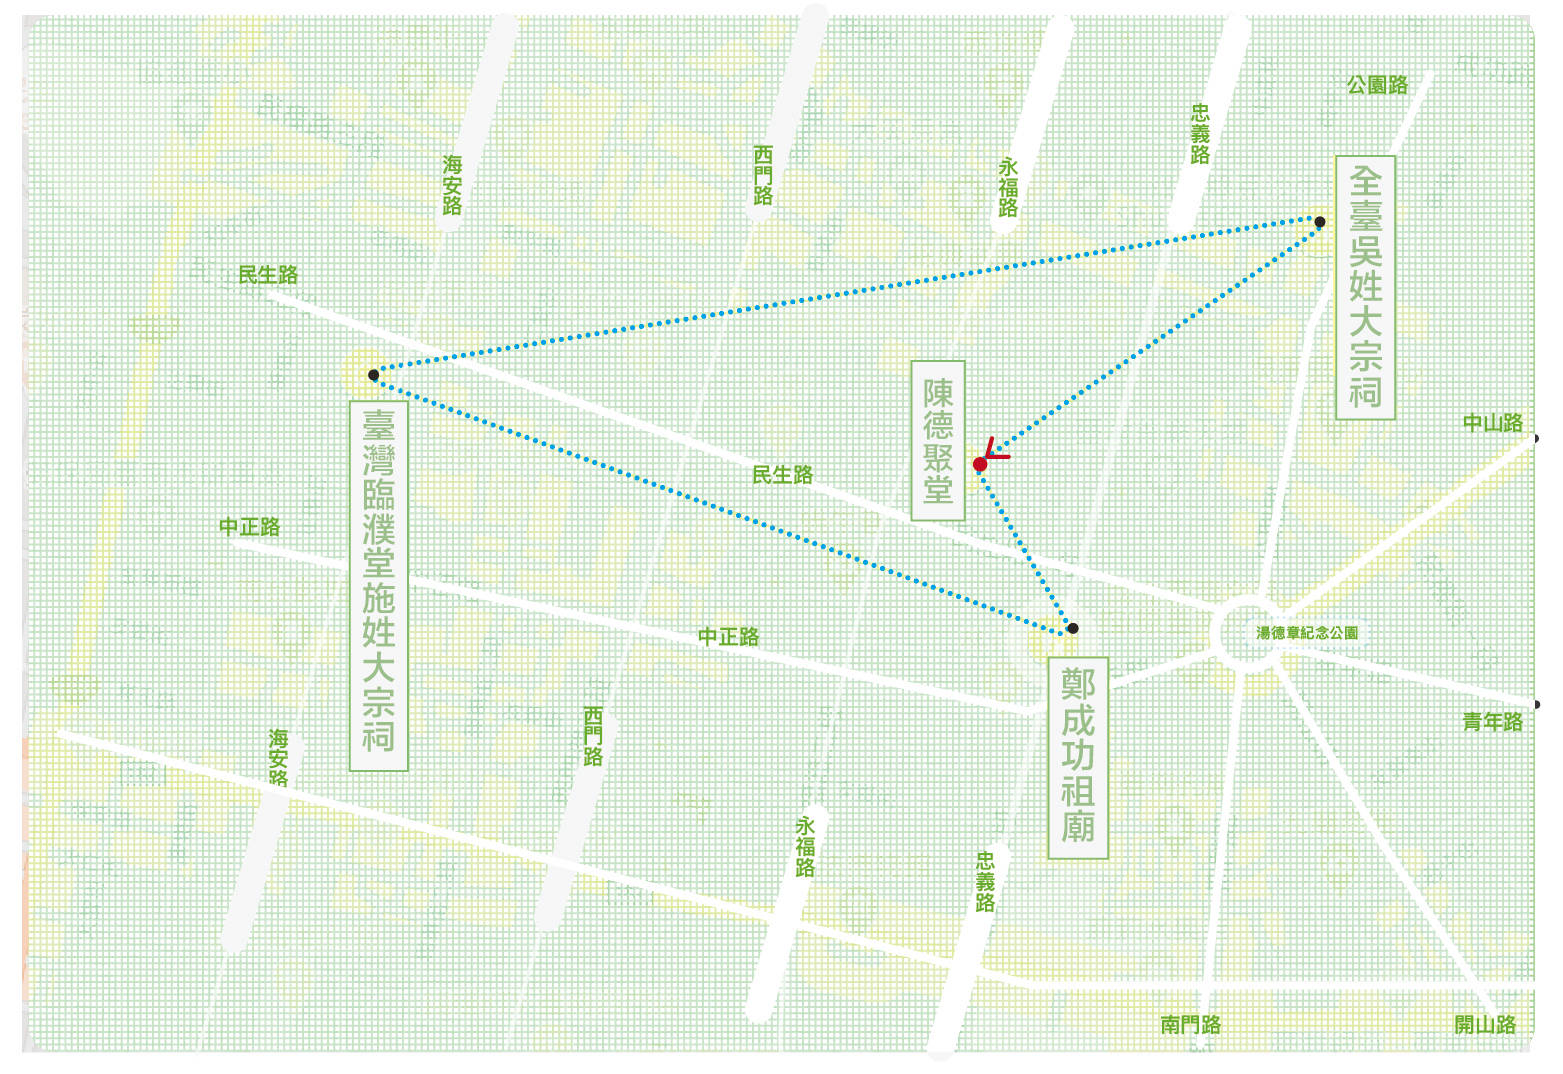 公園路
忠義路
永福路
西門路
海安路
全臺吳姓大宗祠
民生路
陳德聚堂
臺灣臨濮堂施姓大宗祠
中山路
民生路
中正路
中正路
湯德章紀念公園
鄭成功祖廟
青年路
西門路
海安路
永福路
忠義路
南門路
開山路